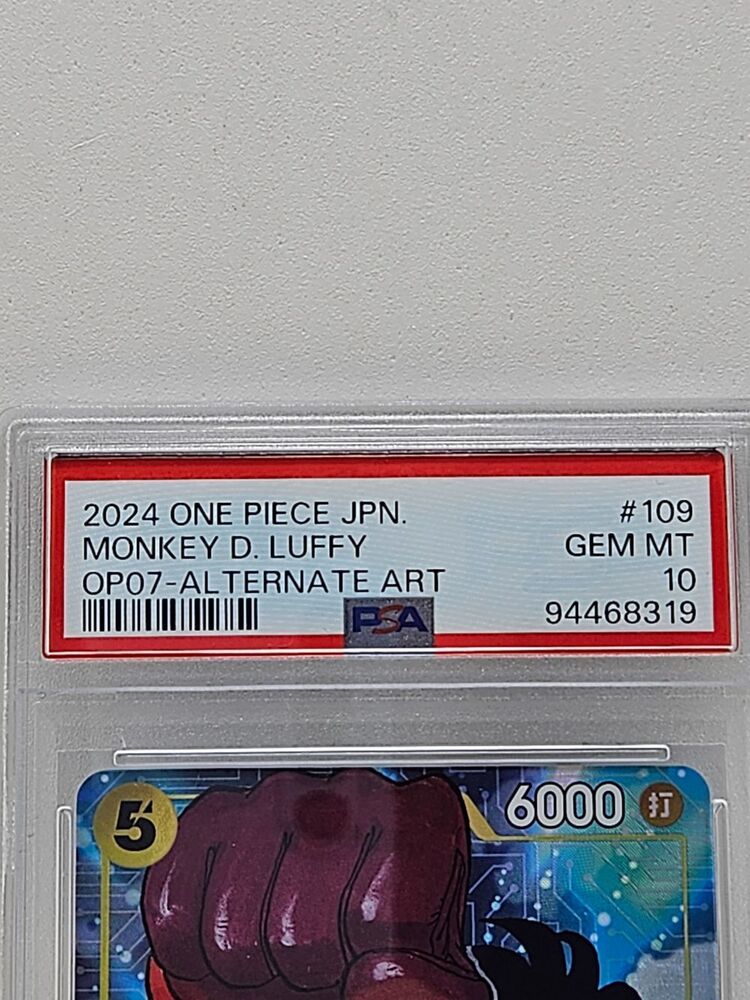 2024 ONE PIECE JPN. #109
MONKEY D. LUFFY GEM MT
OP07-ALTERNATE ART 10
PSA 94468319
5 6000 打